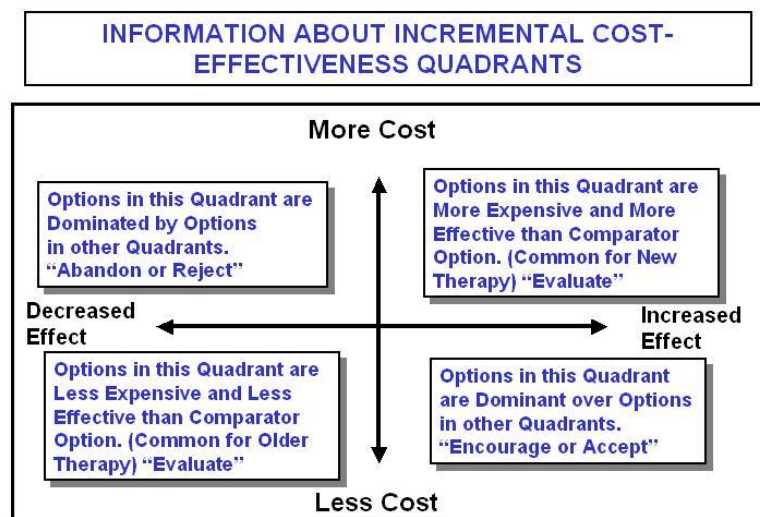 INFORMATION ABOUT INCREMENTAL COST-
EFFECTIVENESS QUADRANTS
More Cost
Options in this Quadrant are
Dominated by Options
in other Quadrants.
“Abandon or Reject”
Options in this Quadrant are
More Expensive and More
Effective than Comparator
Option. (Common for New
Therapy) “Evaluate”
Decreased
Effect
Increased
Effect
Options in this Quadrant are
Less Expensive and Less
Effective than Comparator
Option. (Common for Older
Therapy) “Evaluate”
Options in this Quadrant
are Dominant over Options
in other Quadrants.
“Encourage or Accept”
Less Cost